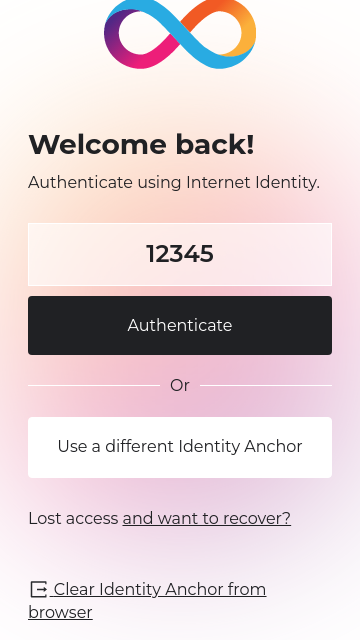 Welcome back!
Authenticate using Internet Identity.
12345
Authenticate
Or
Use a different Identity Anchor
Lost access and want to recover?
Clear Identity Anchor from
browser